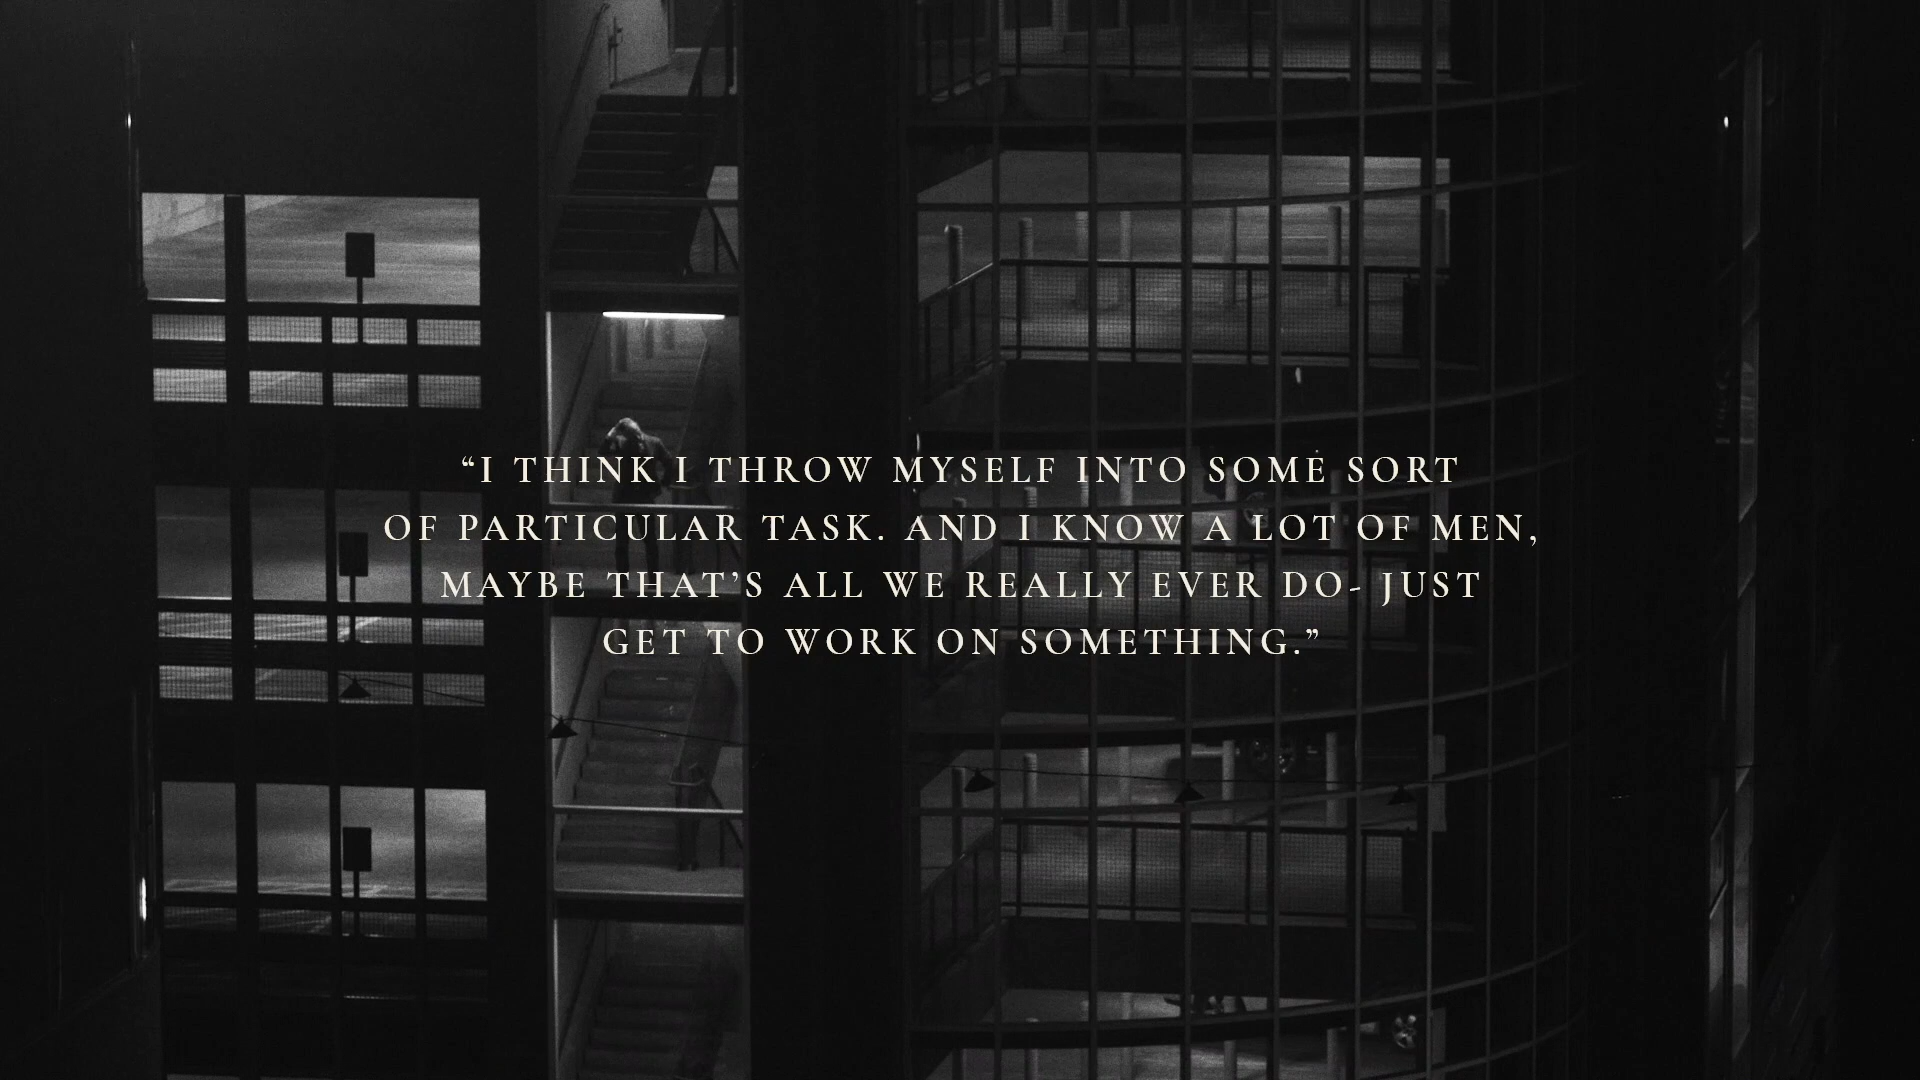 “I THINK I THROW MYSELF INTO SOME SORT
OF PARTICULAR TASK. AND I KNOW A LOT OF MEN,
MAYBE THAT’S ALL WE REALLY EVER DO- JUST
GET TO WORK ON SOMETHING.”